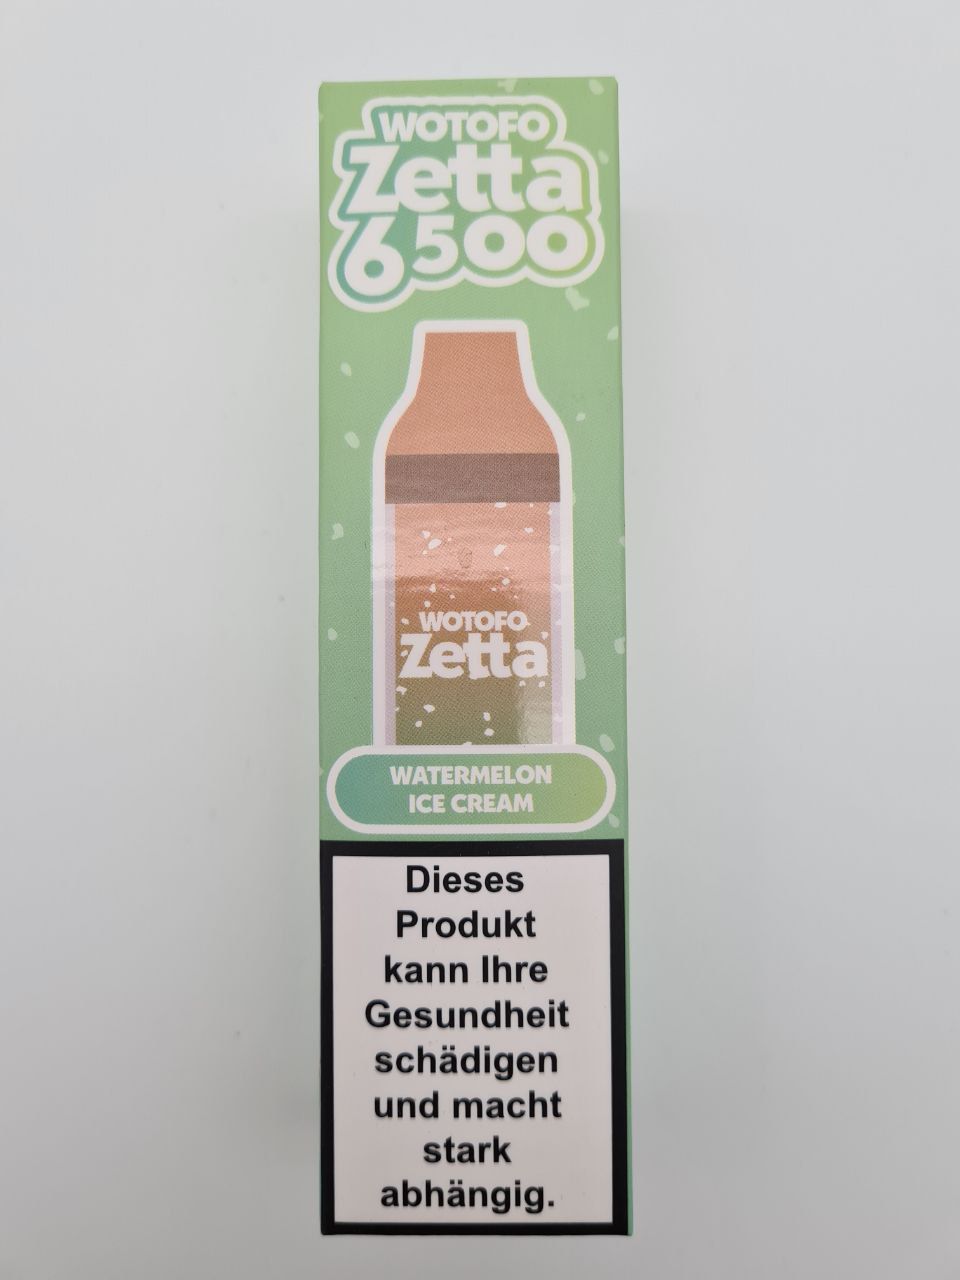 WOTOFO
Zetta
6500
WOTOFO
Zetta
WATERMELON
ICE CREAM
Dieses
Produkt
kann Ihre
Gesundheit
schädigen
und macht
stark
abhängig.